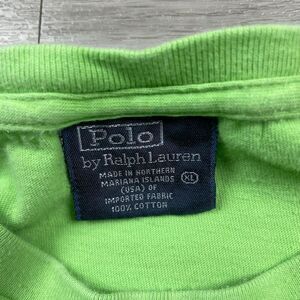 Polo
by Ralph Lauren
MADE IN NORTHERN
MARIANA ISLANDS XL
(USA) OF
IMPORTED FABRIC
100% COTTON